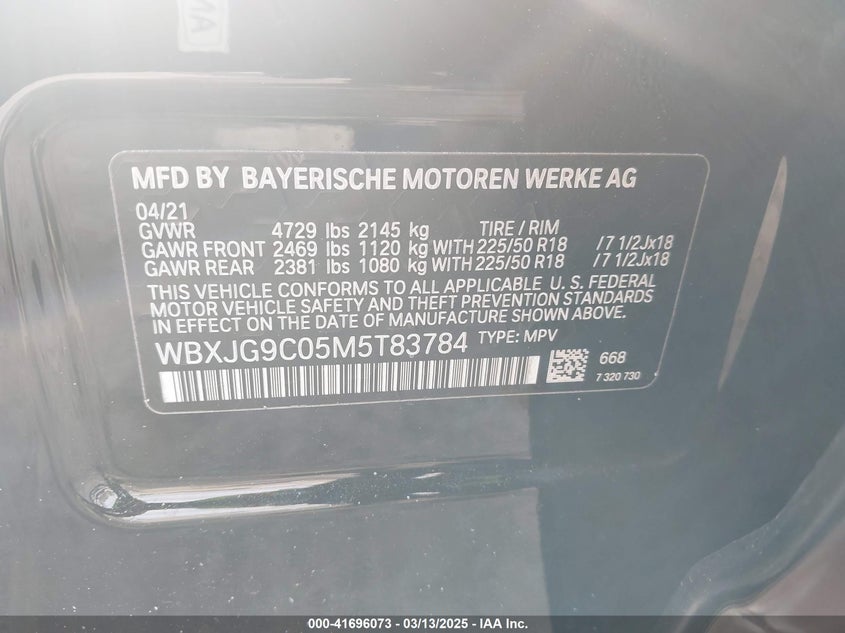 MFD BY BAYERISCHE MOTOREN WERKE AG
04/21
GVWR 4729 lbs 2145 kg TIRE / RIM
GAWR FRONT 2469 lbs 1120 kg WITH 225/50 R18 /7 1/2Jx18
GAWR REAR 2381 lbs 1080 kg WITH 225/50 R18 /7 1/2Jx18
THIS VEHICLE CONFORMS TO ALL APPLICABLE U. S. FEDERAL
MOTOR VEHICLE SAFETY AND THEFT PREVENTION STANDARDS
IN EFFECT ON THE DATE OF MANUFACTURE SHOWN ABOVE.
WBXJG9C05M5T83784 TYPE: MPV
668
7 320 730
000-41696073 - 03/13/2025 - IAA Inc.